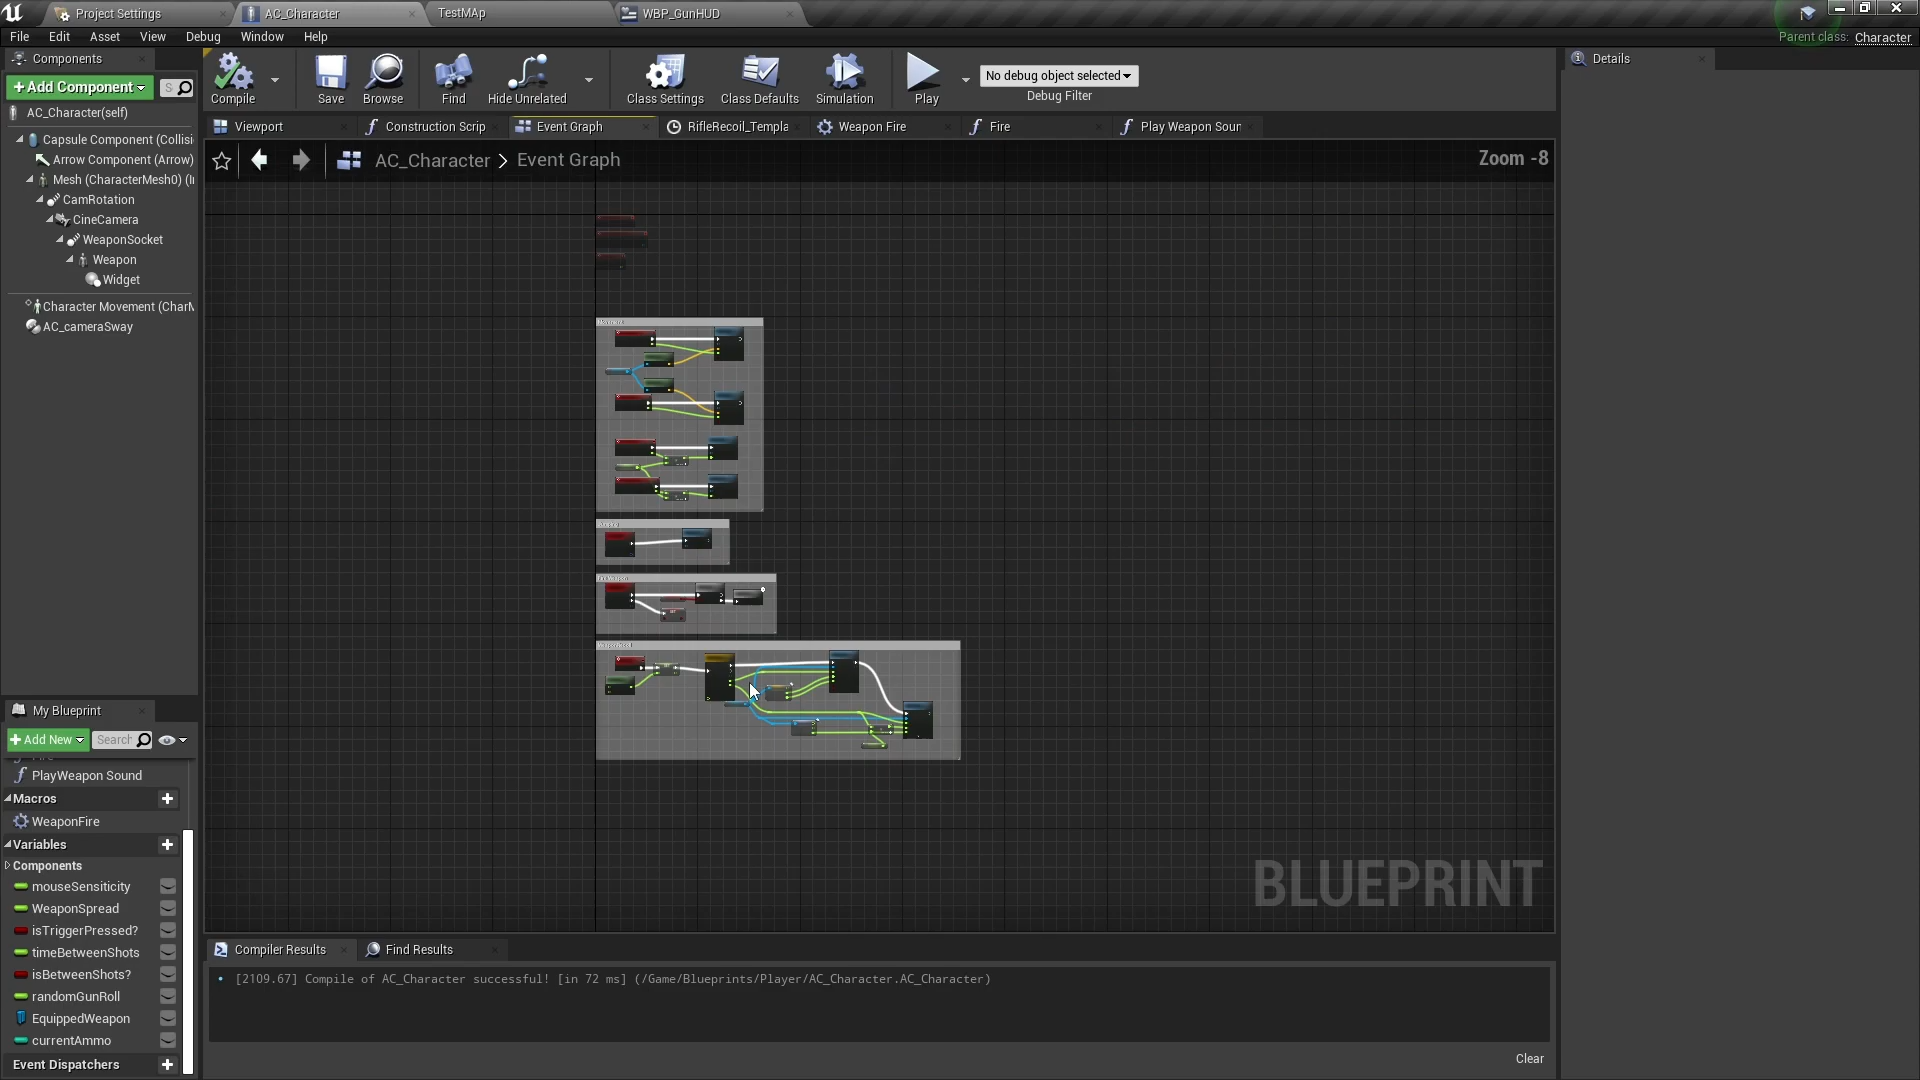 Project Settings
AC_Character
TestMAp
WBP_GunHUD
File
Edit
Asset
View
Debug
Window
Help
Parent class: Character
Components
+ Add Component
AC_Character(self)
Capsule Component (Collisi
Arrow Component (Arrow)
Mesh (CharacterMesh0) (I
CamRotation
CineCamera
WeaponSocket
Weapon
Widget
Character Movement (Char
AC_cameraSway
Compile
Save
Browse
Find
Hide Unrelated
Class Settings
Class Defaults
Simulation
Play
No debug object selected
Debug Filter
Details
Viewport
Construction Scrip
Event Graph
RifleRecoil_Templa
Weapon Fire
Fire
Play Weapon Sour
AC_Character > Event Graph
Zoom -8
BLUEPRINT
My Blueprint
+ Add New
Search
PlayWeapon Sound
Macros
WeaponFire
Variables
Components
mouseSensitivity
WeaponSpread
isTriggerPressed?
timeBetweenShots
isBetweenShots?
randomGunRoll
EquippedWeapon
currentAmmo
Event Dispatchers
Compiler Results
Find Results
[2109.67] Compile of AC_Character successful! [in 72 ms] (/Game/Blueprints/Player/AC_Character.AC_Character)
Clear